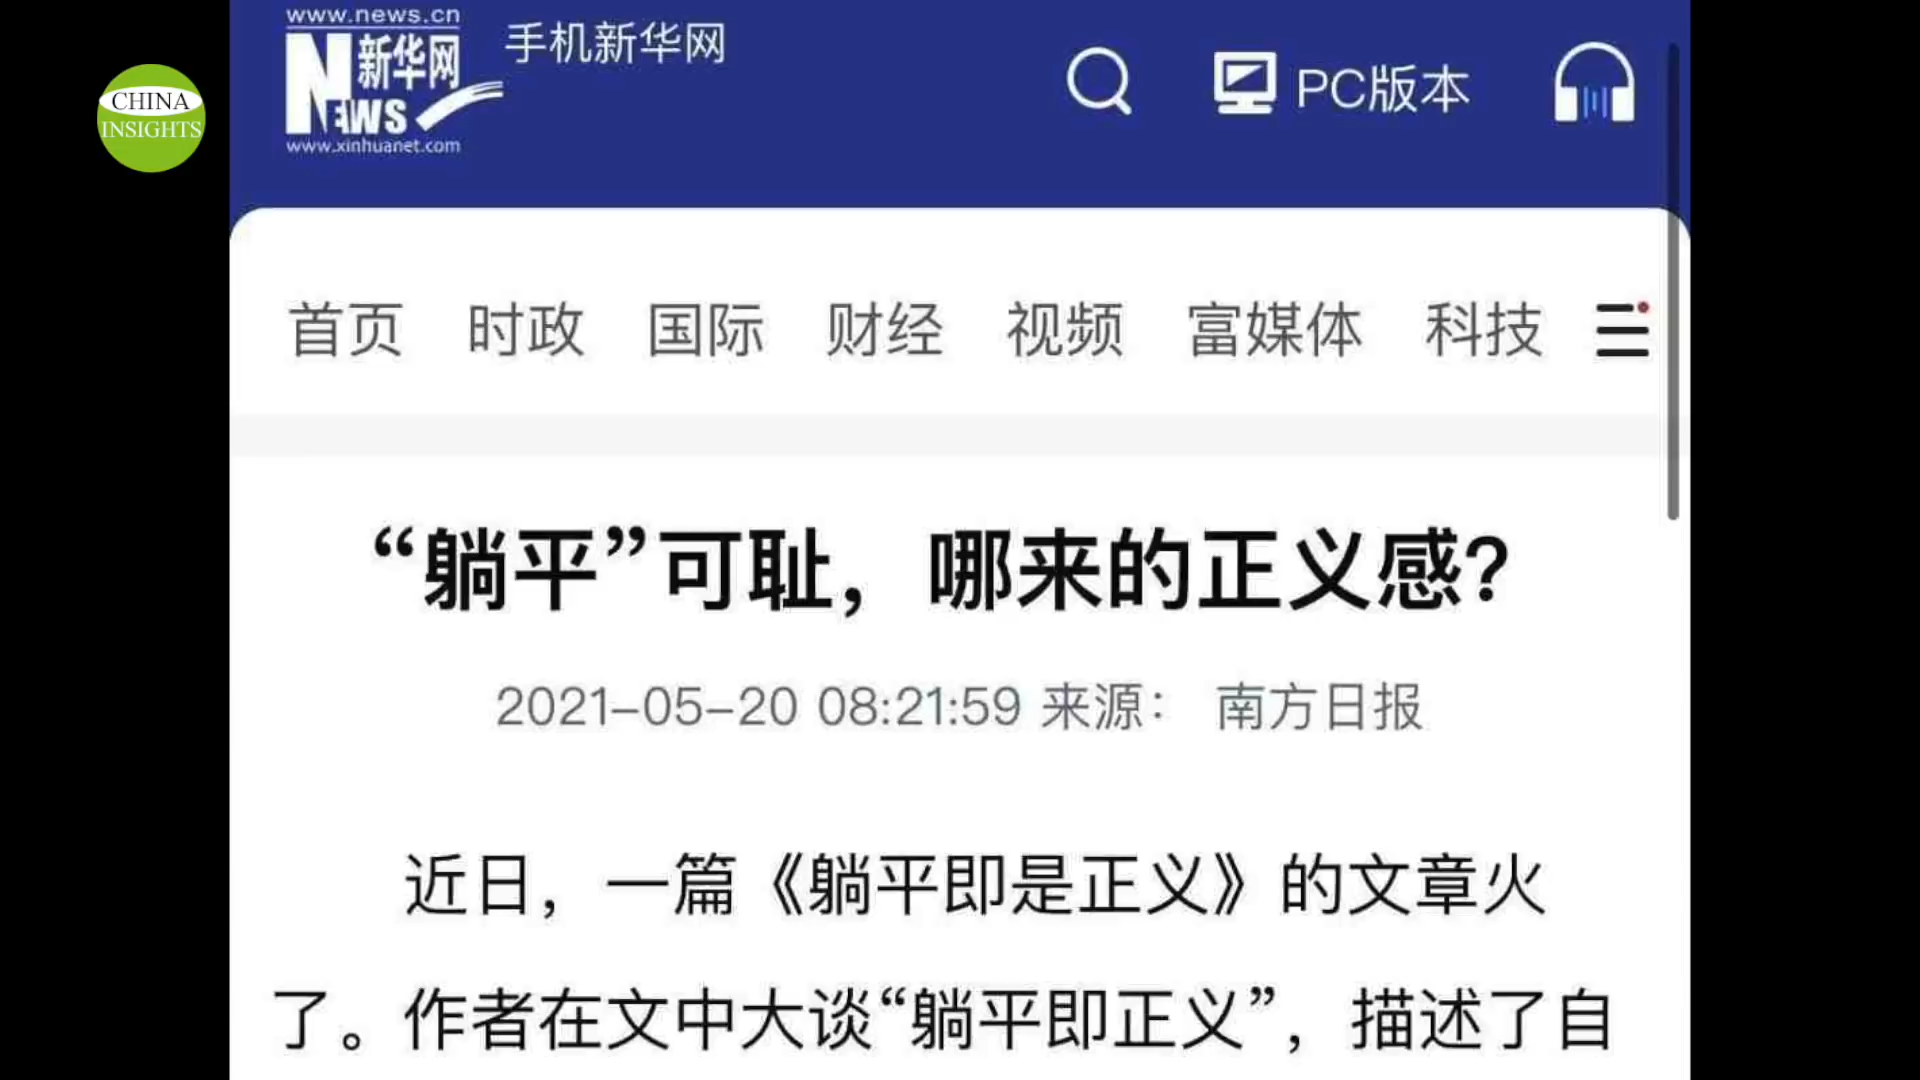 CHINA
INSIGHTS
www.news.cn
新华网
NEWS
www.xinhuanet.com
手机新华网
PC版本
首页 时政 国际 财经 视频 富媒体 科技
“躺平”可耻，哪来的正义感？
2021-05-20 08:21:59 来源： 南方日报
近日，一篇《躺平即是正义》的文章火
了。作者在文中大谈“躺平即正义”，描述了自